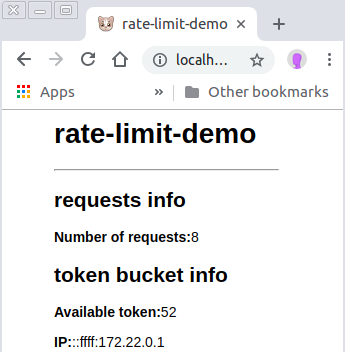 rate-limit-demo
localh...
Apps
»
Other bookmarks
rate-limit-demo
requests info
Number of requests:8
token bucket info
Available token:52
IP:::ffff:172.22.0.1